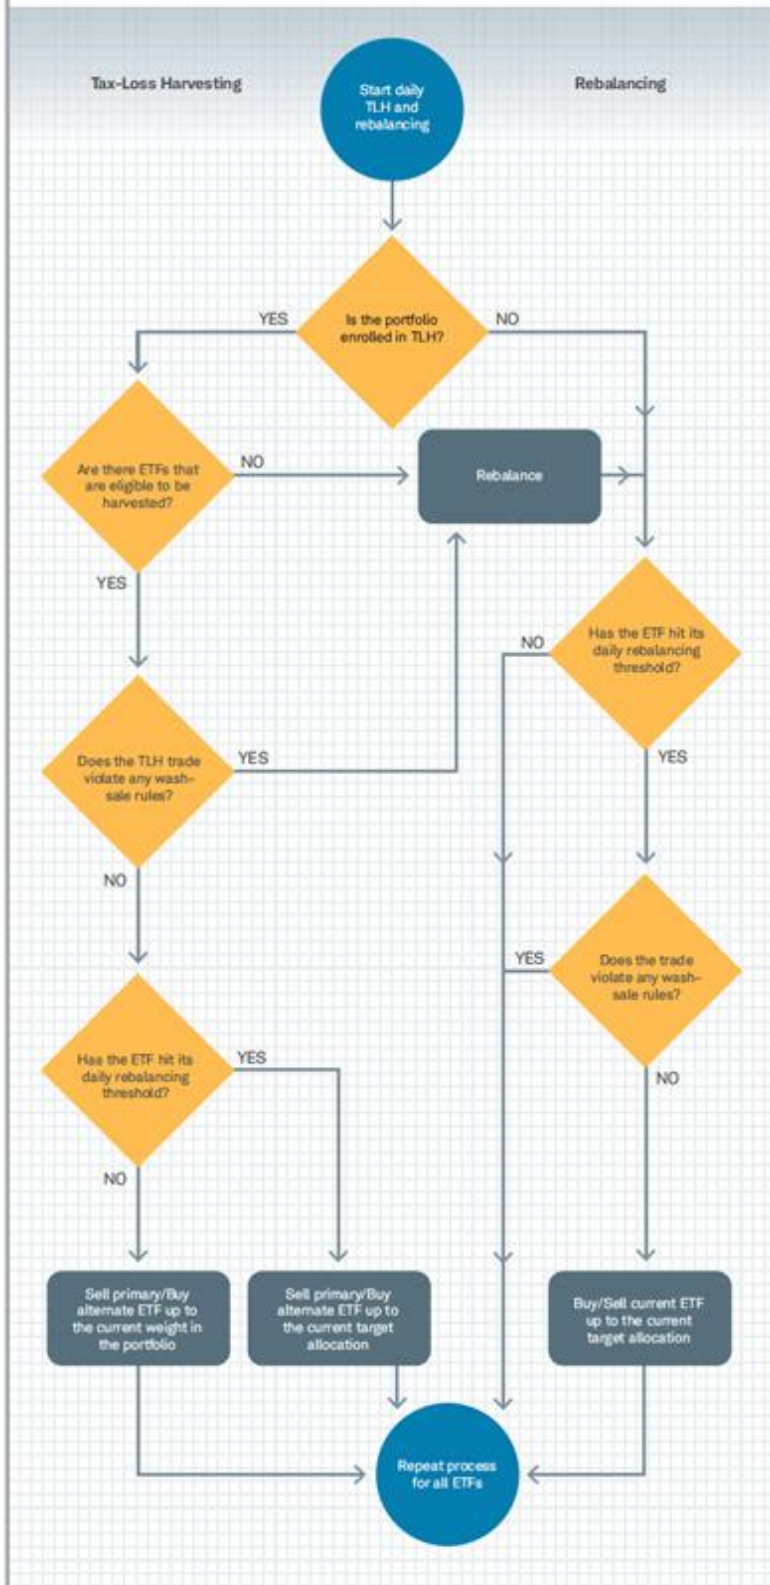 Tax-Loss Harvesting
Start daily
TLH and
rebalancing
Rebalancing
YES
Is the portfolio
enrolled in TLH?
NO
Are there ETFs that
are eligible to be
harvested?
NO
Rebalance
YES
NO
Has the ETF hit its
daily rebalancing
threshold?
Does the TLH trade
violate any wash-
sale rules?
YES
YES
NO
YES
Does the trade
violate any wash-
sale rules?
Has the ETF hit its
daily rebalancing
threshold?
YES
NO
NO
Sell primary/Buy
alternate ETF up to
the current weight in
the portfolio
Sell primary/Buy
alternate ETF up to
the current target
allocation
Buy/Sell current ETF
up to the current
target allocation
Repeat process
for all ETFs